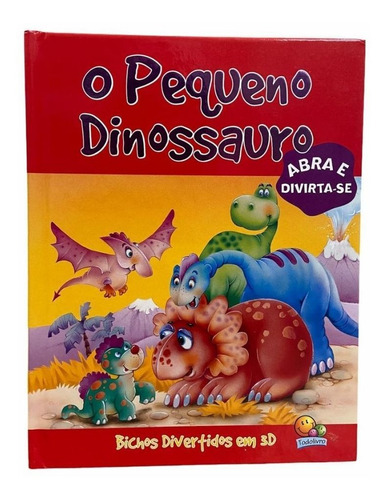 O Pequeno
Dinossauro
ABRA E
DIVIRTA-SE
Bichos Divertidos em 3D
Todolivro